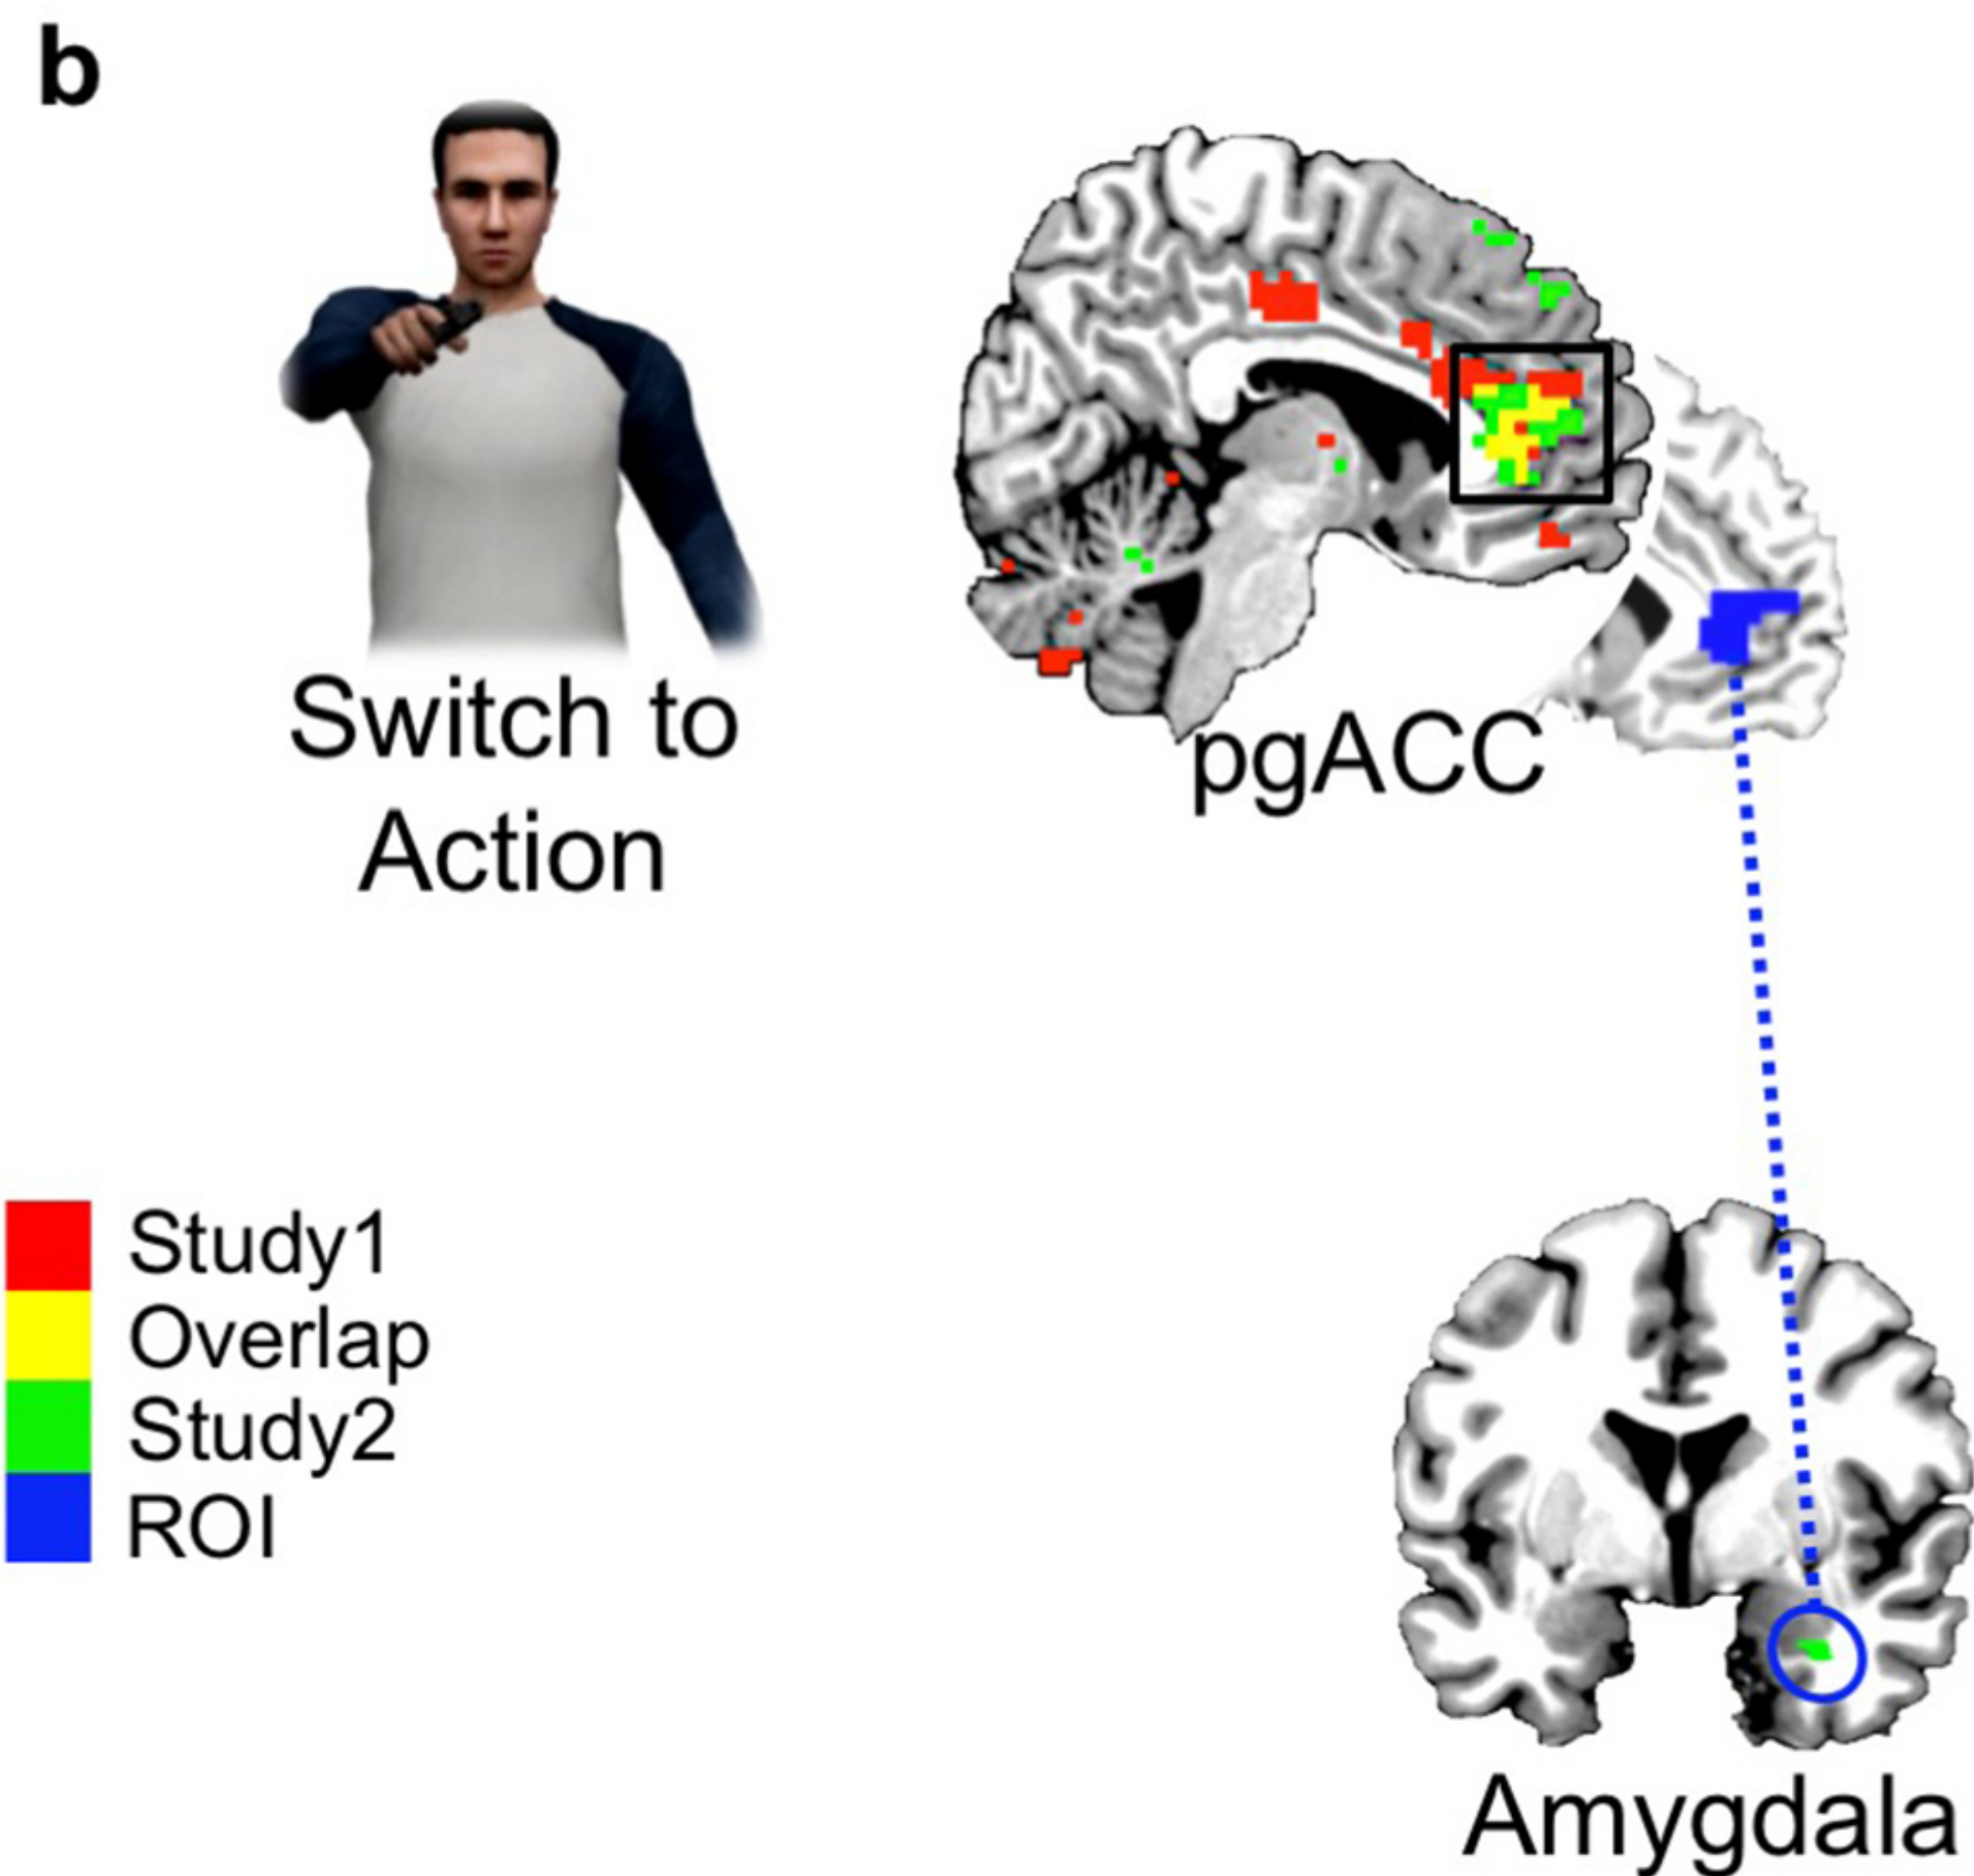 b
Switch to
Action
pgACC
Study1
Overlap
Study2
ROI
Amygdala